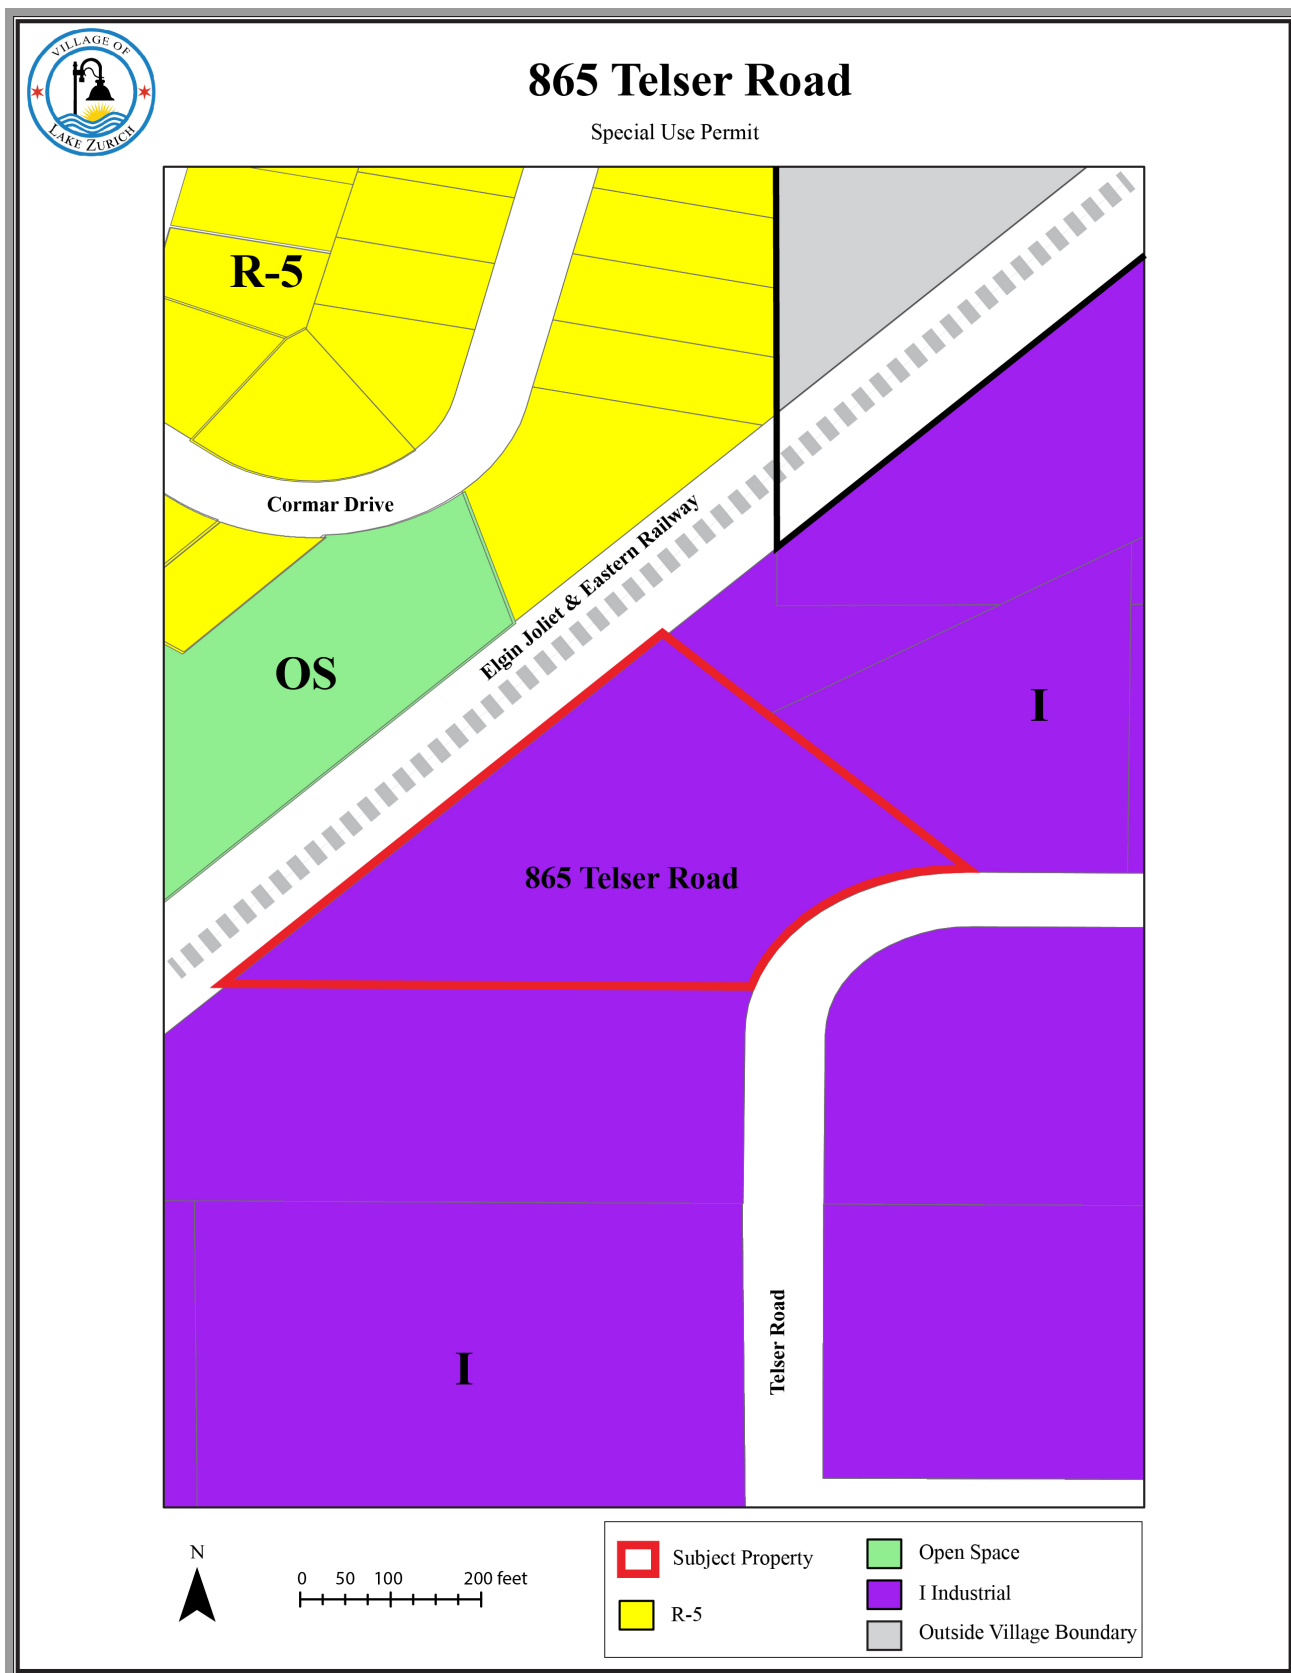 VILLAGE OF
LAKE ZURICH
865 Telser Road
Special Use Permit
R-5
Cormar Drive
Elgin Joliet & Eastern Railway
OS
I
865 Telser Road
Telser Road
I
N
0 50 100 200 feet
Subject Property
R-5
Open Space
I Industrial
Outside Village Boundary